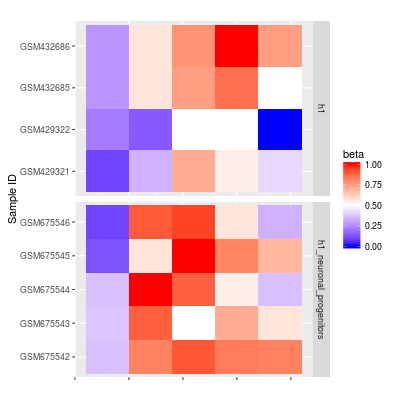 GSM432686
GSM432685
GSM429322
GSM429321
h1
GSM675546
GSM675545
GSM675544
GSM675543
GSM675542
h1_neuronal_progenitors
Sample ID
beta
1.00
0.75
0.50
0.25
0.00